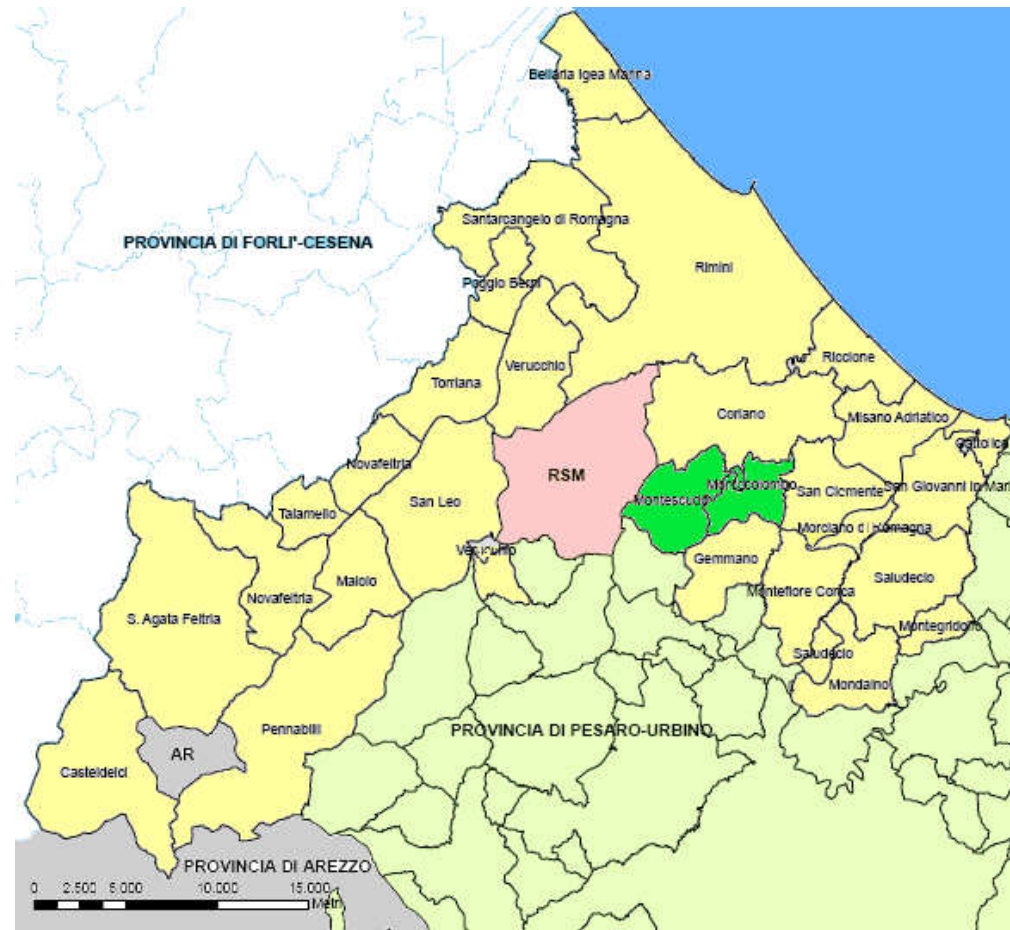 Bellaria Igea Marina
Santarcangelo di Romagna
PROVINCIA DI FORLI'-CESENA
Rimini
Poggio Berni
Riccione
Verucchio
Torriana
Coriano
Misano Adriatico
Cattolica
Novafeltria
RSM
Montecolombo
San Giovanni in Mari
San Leo
Montescudo
San Clemente
Talamello
Morciano di Romagna
Verucchio
Gemmano
Maiolo
Saludecio
Montefiore Conca
Novafeltria
S. Agata Feltria
Montegridolfo
Saludecio
Mondaino
Pennabilli
PROVINCIA DI PESARO-URBINO
AR
Casteldelci
PROVINCIA DI AREZZO
0 2.500 5.000 10.000 15.000
Metri